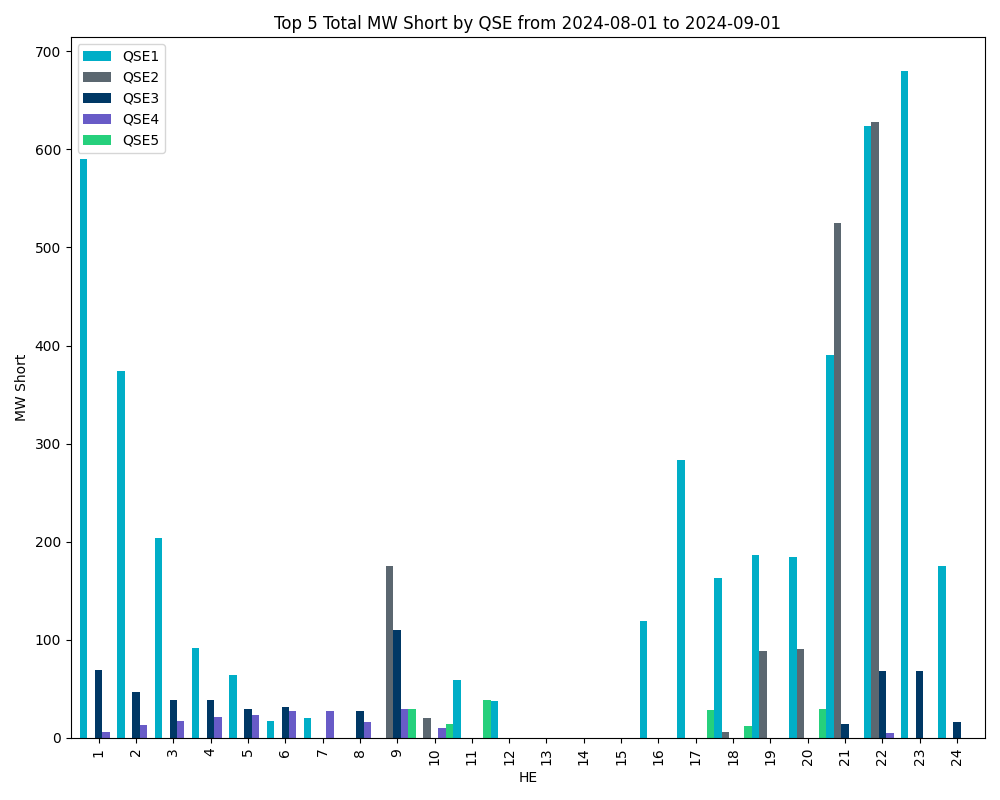 Top 5 Total MW Short by QSE from 2024-08-01 to 2024-09-01
QSE1
QSE2
QSE3
QSE4
QSE5
MW Short
700
600
500
400
300
200
100
0
1 2 3 4 5 6 7 8 9 10 11 12 13 14 15 16 17 18 19 20 21 22 23 24
HE